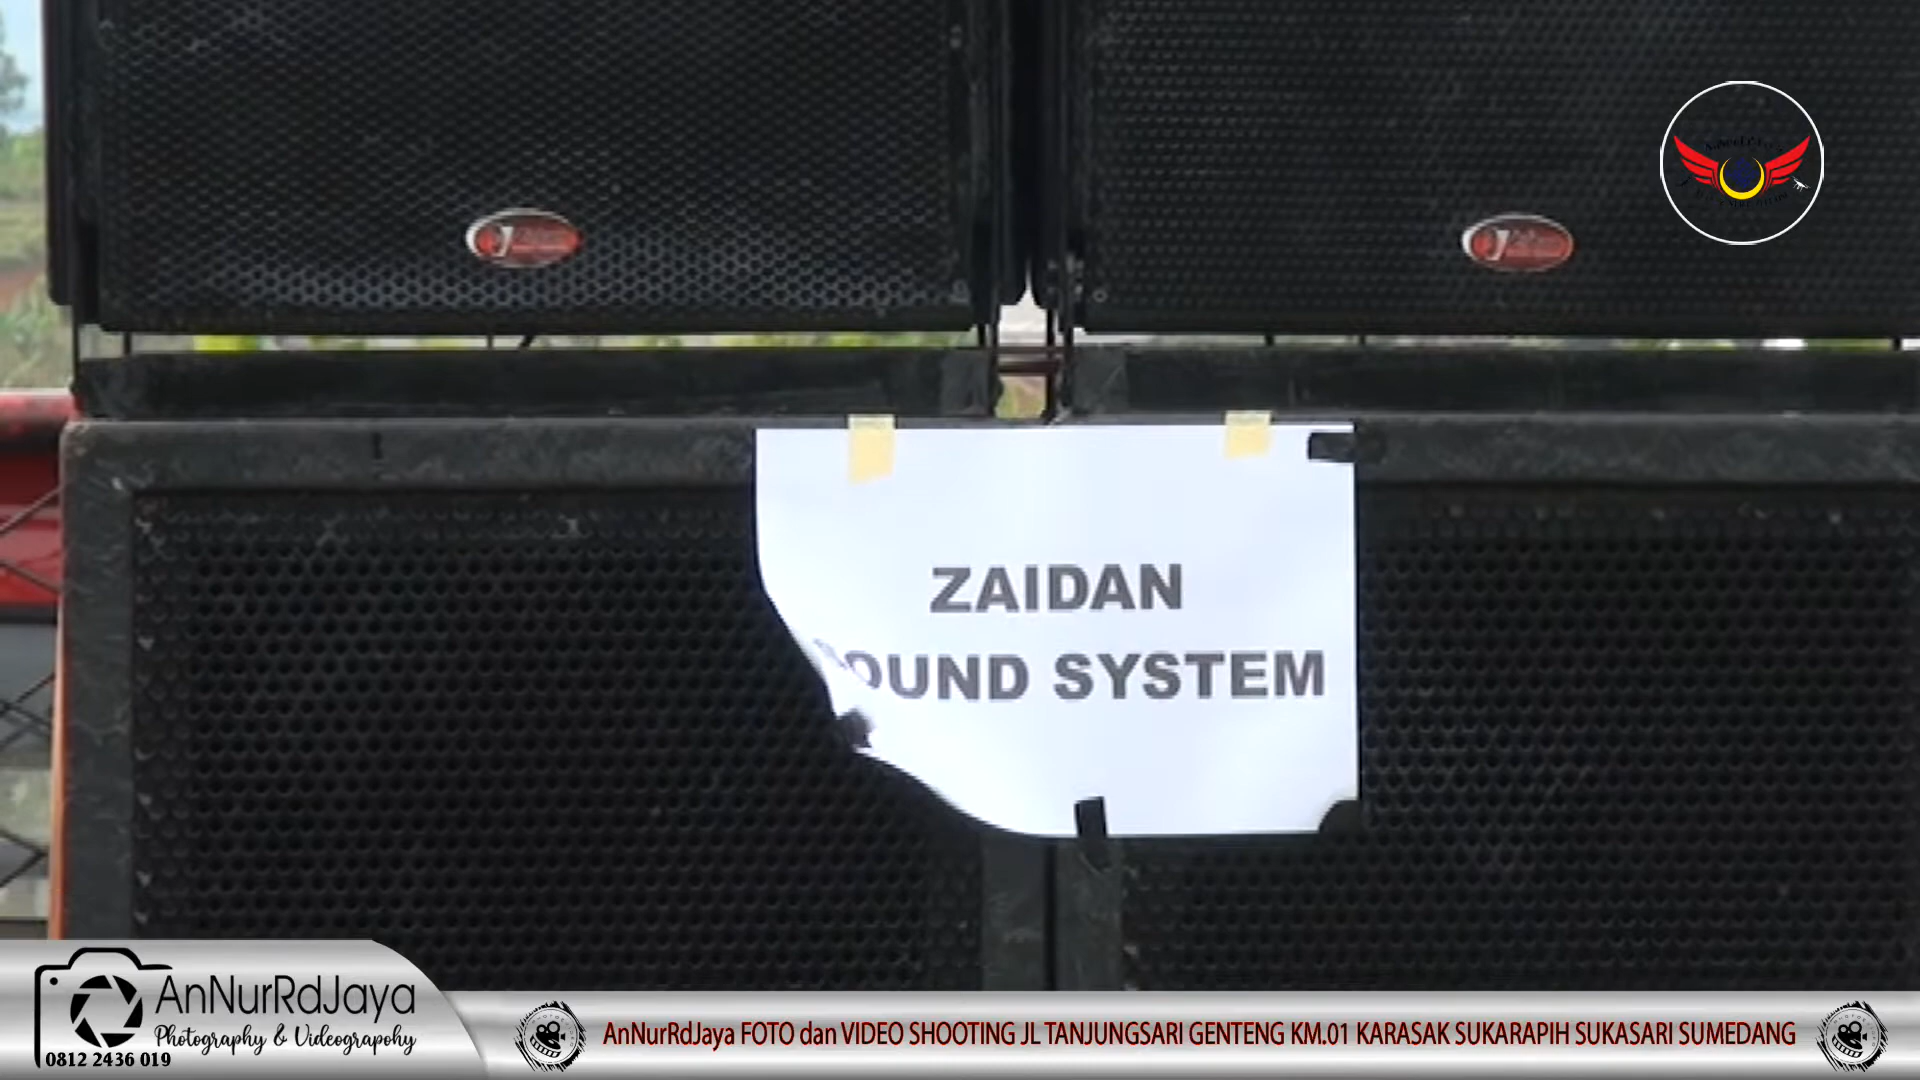 ZAIDAN
SOUND SYSTEM
AnNurRdJaya
Photography & Videograpohy
0812 2436 019
AnNurRdJaya FOTO dan VIDEO SHOOTING JL TANJUNGSARI GENTENG KM.01 KARASAK SUKARAPIH SUKASARI SUMEDANG